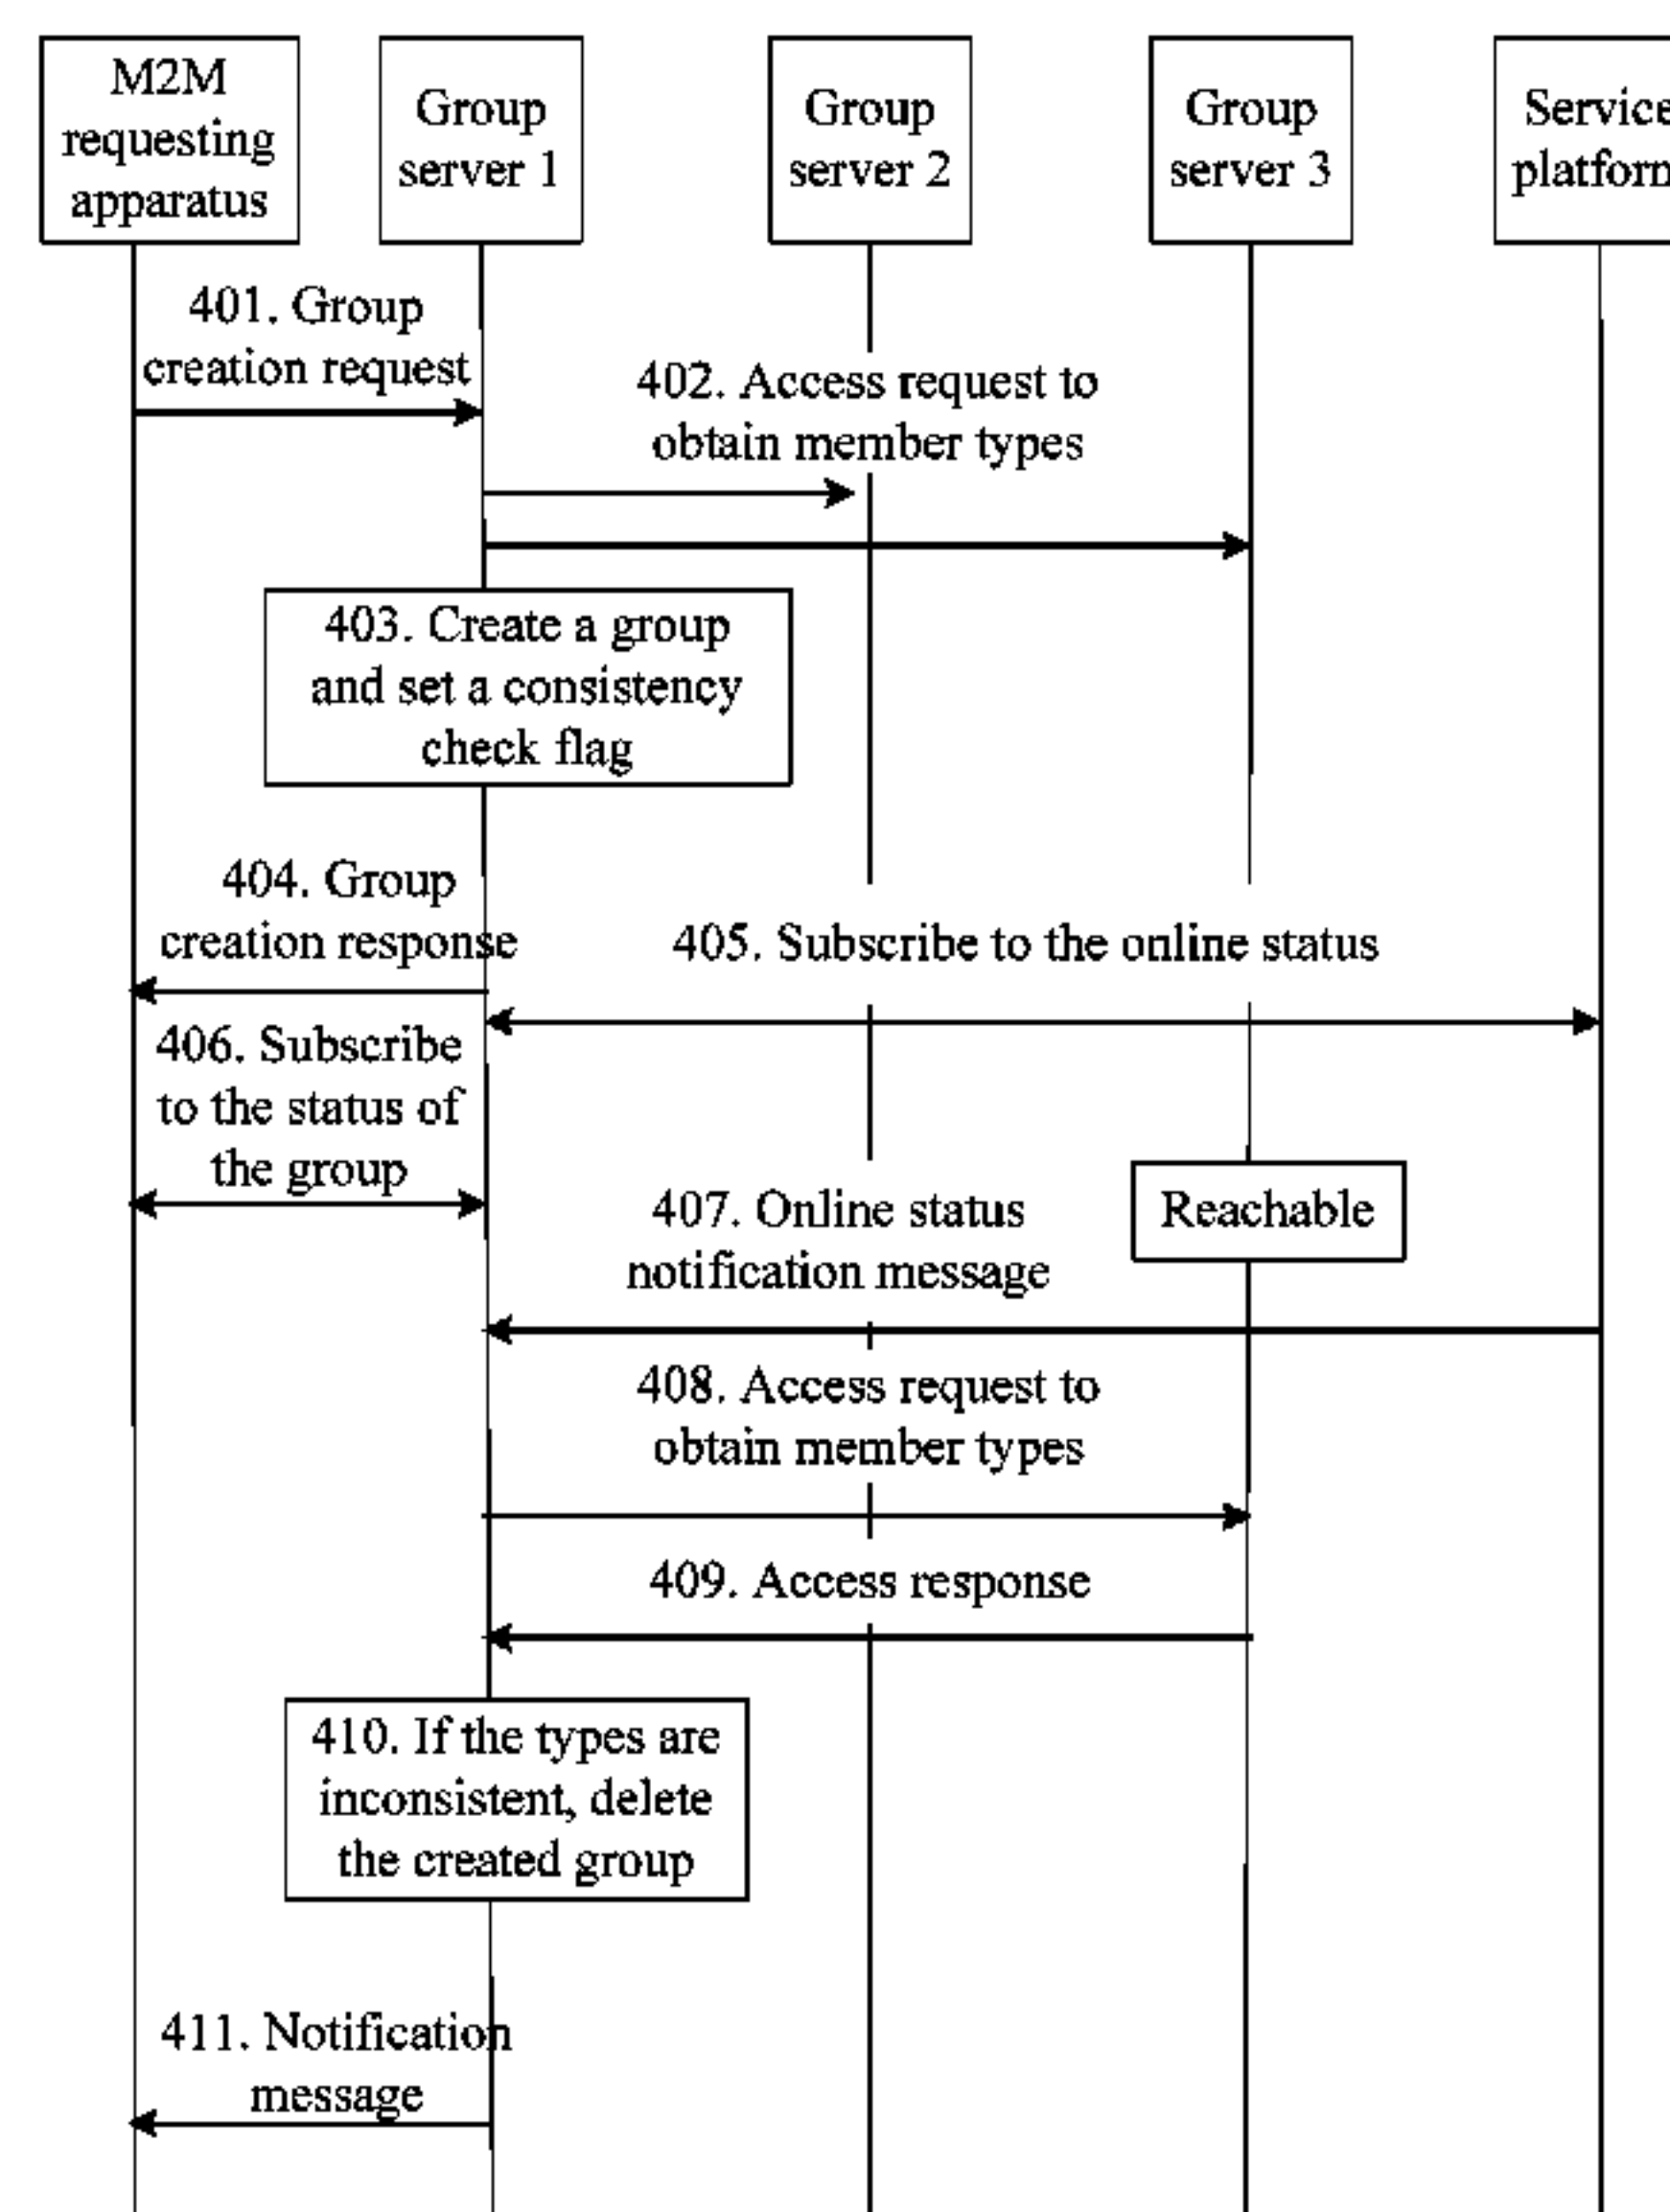 M2M
requesting
apparatus
Group
server 1
Group
server 2
Group
server 3
Service
platform
401. Group
creation request
402. Access request to
obtain member types
403. Create a group
and set a consistency
check flag
404. Group
creation response
405. Subscribe to the online status
406. Subscribe
to the status of
the group
407. Online status
notification message
Reachable
408. Access request to
obtain member types
409. Access response
410. If the types are
inconsistent, delete
the created group
411. Notification
message